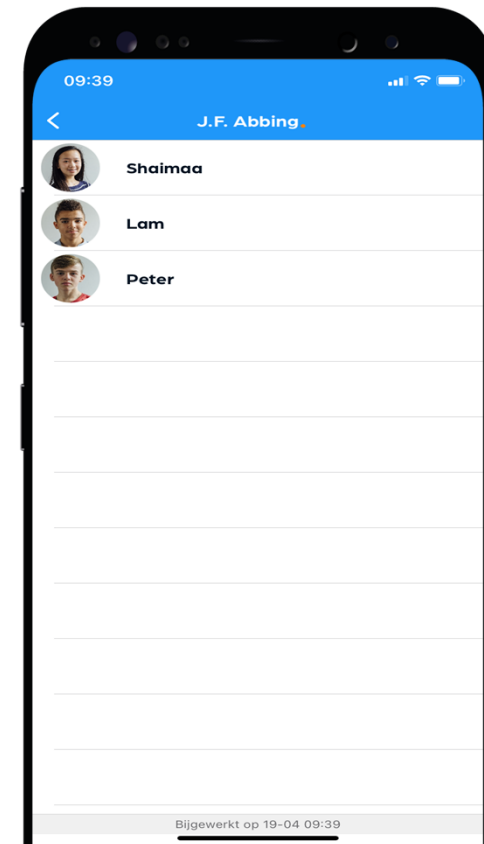 09:39
J.F. Abbing.
Shaimaa
Lam
Peter
Bijgewerkt op 19-04 09:39